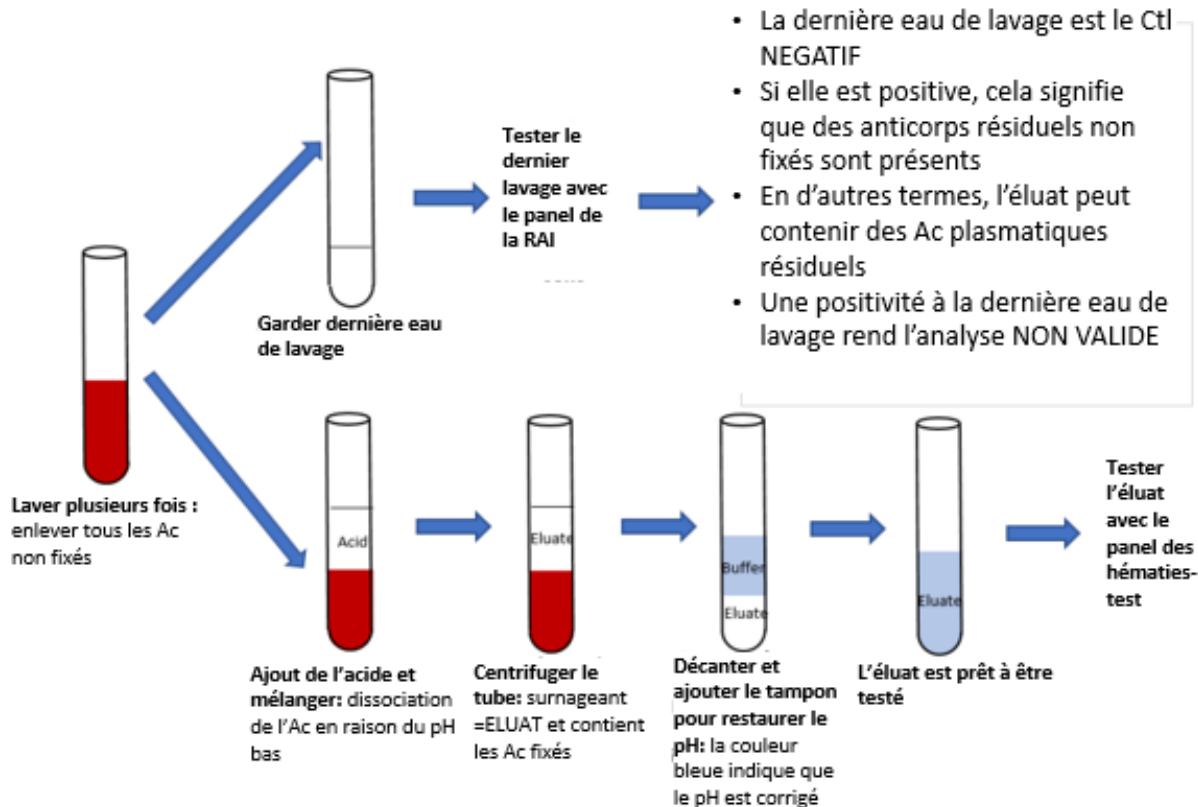 • La dernière eau de lavage est le Ctl
NEGATIF
• Si elle est positive, cela signifie
que des anticorps résiduels non
fixés sont présents
• En d’autres termes, l’éluat peut
contenir des Ac plasmatiques
résiduels
• Une positivité à la dernière eau de
lavage rend l’analyse NON VALIDE
Tester le
dernier
lavage avec
le panel de
la RAI
Garder dernière eau
de lavage
Laver plusieurs fois :
enlever tous les Ac
non fixés
Acid
Ajout de l’acide et
mélanger: dissociation
de l’Ac en raison du pH
bas
Eluate
Centrifuger le
tube: surnageant
=ELUAT et contient
les Ac fixés
Buffer
Eluate
Décanter et
ajouter le tampon
pour restaurer le
pH: la couleur
bleue indique que
le pH est corrigé
Eluate
L’éluat est prêt à être
testé
Tester
l’éluat
avec le
panel des
hématies-
test